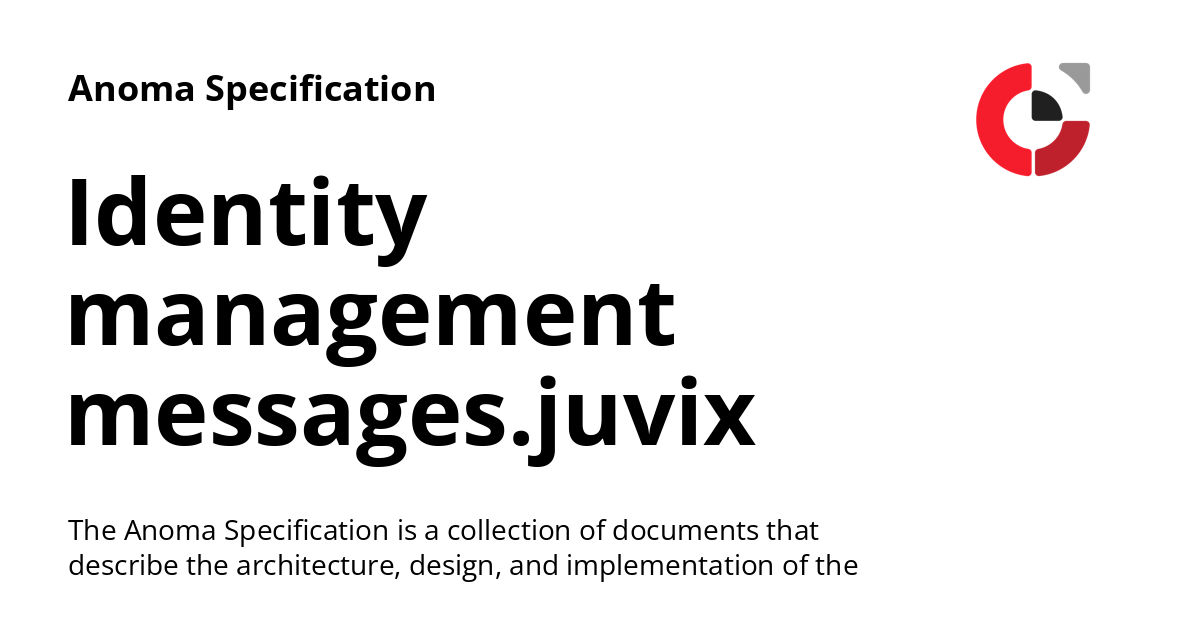 Anoma Specification
Identity
management
messages.juvix
The Anoma Specification is a collection of documents that
describe the architecture, design, and implementation of the